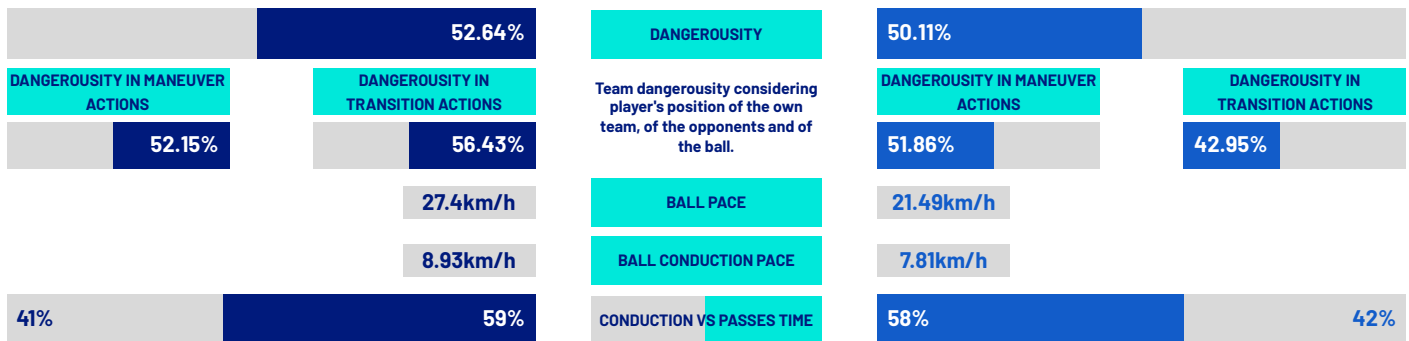 52.64%
DANGEROUSITY
50.11%
DANGEROUSITY IN MANEUVER
ACTIONS
DANGEROUSITY IN
TRANSITION ACTIONS
Team dangerousity considering
player's position of the own
team, of the opponents and of
the ball.
DANGEROUSITY IN MANEUVER
ACTIONS
DANGEROUSITY IN
TRANSITION ACTIONS
52.15%
56.43%
51.86%
42.95%
27.4km/h
BALL PACE
21.49km/h
8.93km/h
BALL CONDUCTION PACE
7.81km/h
41%
59%
CONDUCTION VS PASSES TIME
58%
42%